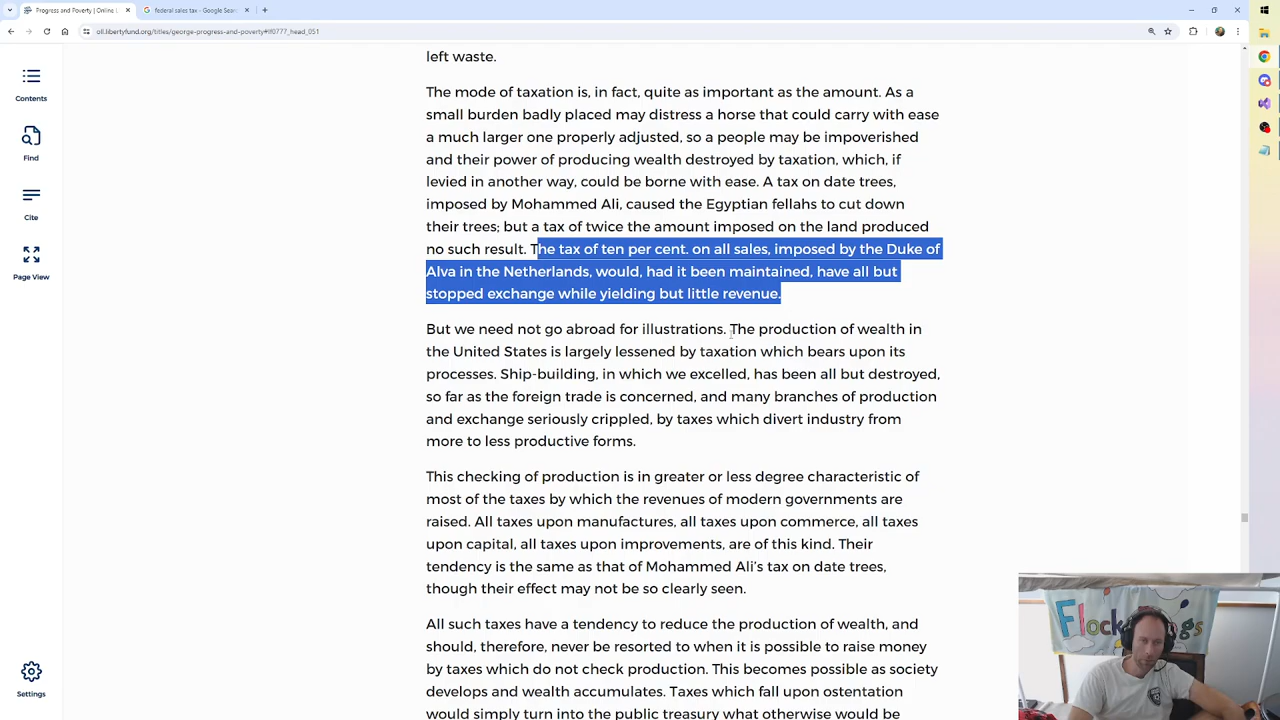 Progress and Poverty | Online L
federal sales tax - Google Sear
oll.libertyfund.org/titles/george-progress-and-poverty#lf0777_head_051
Contents
Find
Cite
Page View
Settings
left waste.
The mode of taxation is, in fact, quite as important as the amount. As a
small burden badly placed may distress a horse that could carry with ease
a much larger one properly adjusted, so a people may be impoverished
and their power of producing wealth destroyed by taxation, which, if
levied in another way, could be borne with ease. A tax on date trees,
imposed by Mohammed Ali, caused the Egyptian fellahs to cut down
their trees; but a tax of twice the amount imposed on the land produced
no such result. The tax of ten per cent. on all sales, imposed by the Duke of
Alva in the Netherlands, would, had it been maintained, have all but
stopped exchange while yielding but little revenue.
But we need not go abroad for illustrations. The production of wealth in
the United States is largely lessened by taxation which bears upon its
processes. Ship-building, in which we excelled, has been all but destroyed,
so far as the foreign trade is concerned, and many branches of production
and exchange seriously crippled, by taxes which divert industry from
more to less productive forms.
This checking of production is in greater or less degree characteristic of
most of the taxes by which the revenues of modern governments are
raised. All taxes upon manufactures, all taxes upon commerce, all taxes
upon capital, all taxes upon improvements, are of this kind. Their
tendency is the same as that of Mohammed Ali’s tax on date trees,
though their effect may not be so clearly seen.
All such taxes have a tendency to reduce the production of wealth, and
should, therefore, never be resorted to when it is possible to raise money
by taxes which do not check production. This becomes possible as society
develops and wealth accumulates. Taxes which fall upon ostentation
would simply turn into the public treasury what otherwise would be